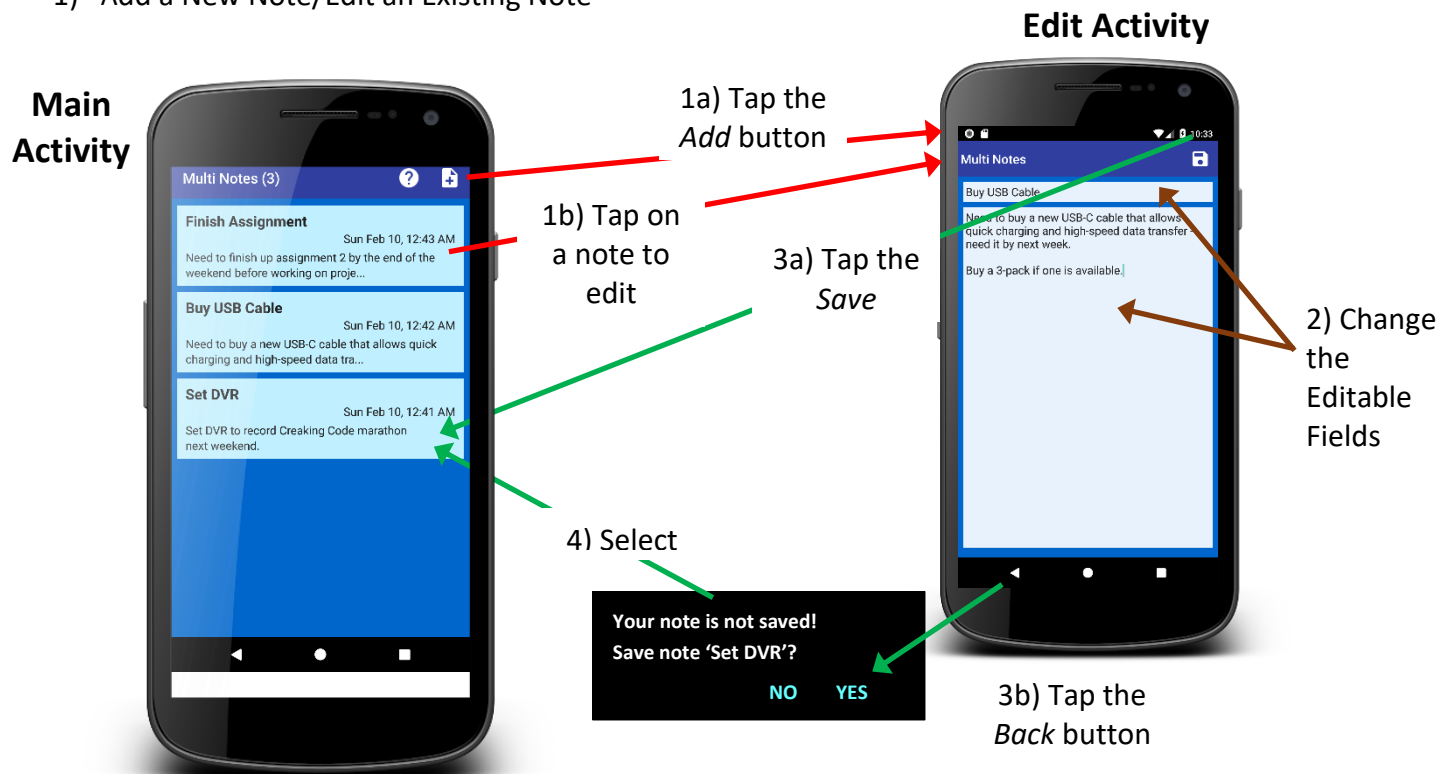 1) Add a New Note/Edit an Existing Note
Edit Activity
Main
Activity
1a) Tap the
Add button
1b) Tap on
a note to
edit
3a) Tap the
Save
2) Change
the
Editable
Fields
4) Select
3b) Tap the
Back button
Multi Notes (3)
Finish Assignment
Sun Feb 10, 12:43 AM
Need to finish up assignment 2 by the end of the
weekend before working on proje...
Buy USB Cable
Sun Feb 10, 12:42 AM
Need to buy a new USB-C cable that allows quick
charging and high-speed data tra...
Set DVR
Sun Feb 10, 12:41 AM
Set DVR to record Creaking Code marathon
next weekend.
10:33
Multi Notes
Buy USB Cable
Need to buy a new USB-C cable that allows
quick charging and high-speed data transfer -
need it by next week.
Buy a 3-pack if one is available.
Your note is not saved!
Save note ‘Set DVR’?
NO YES